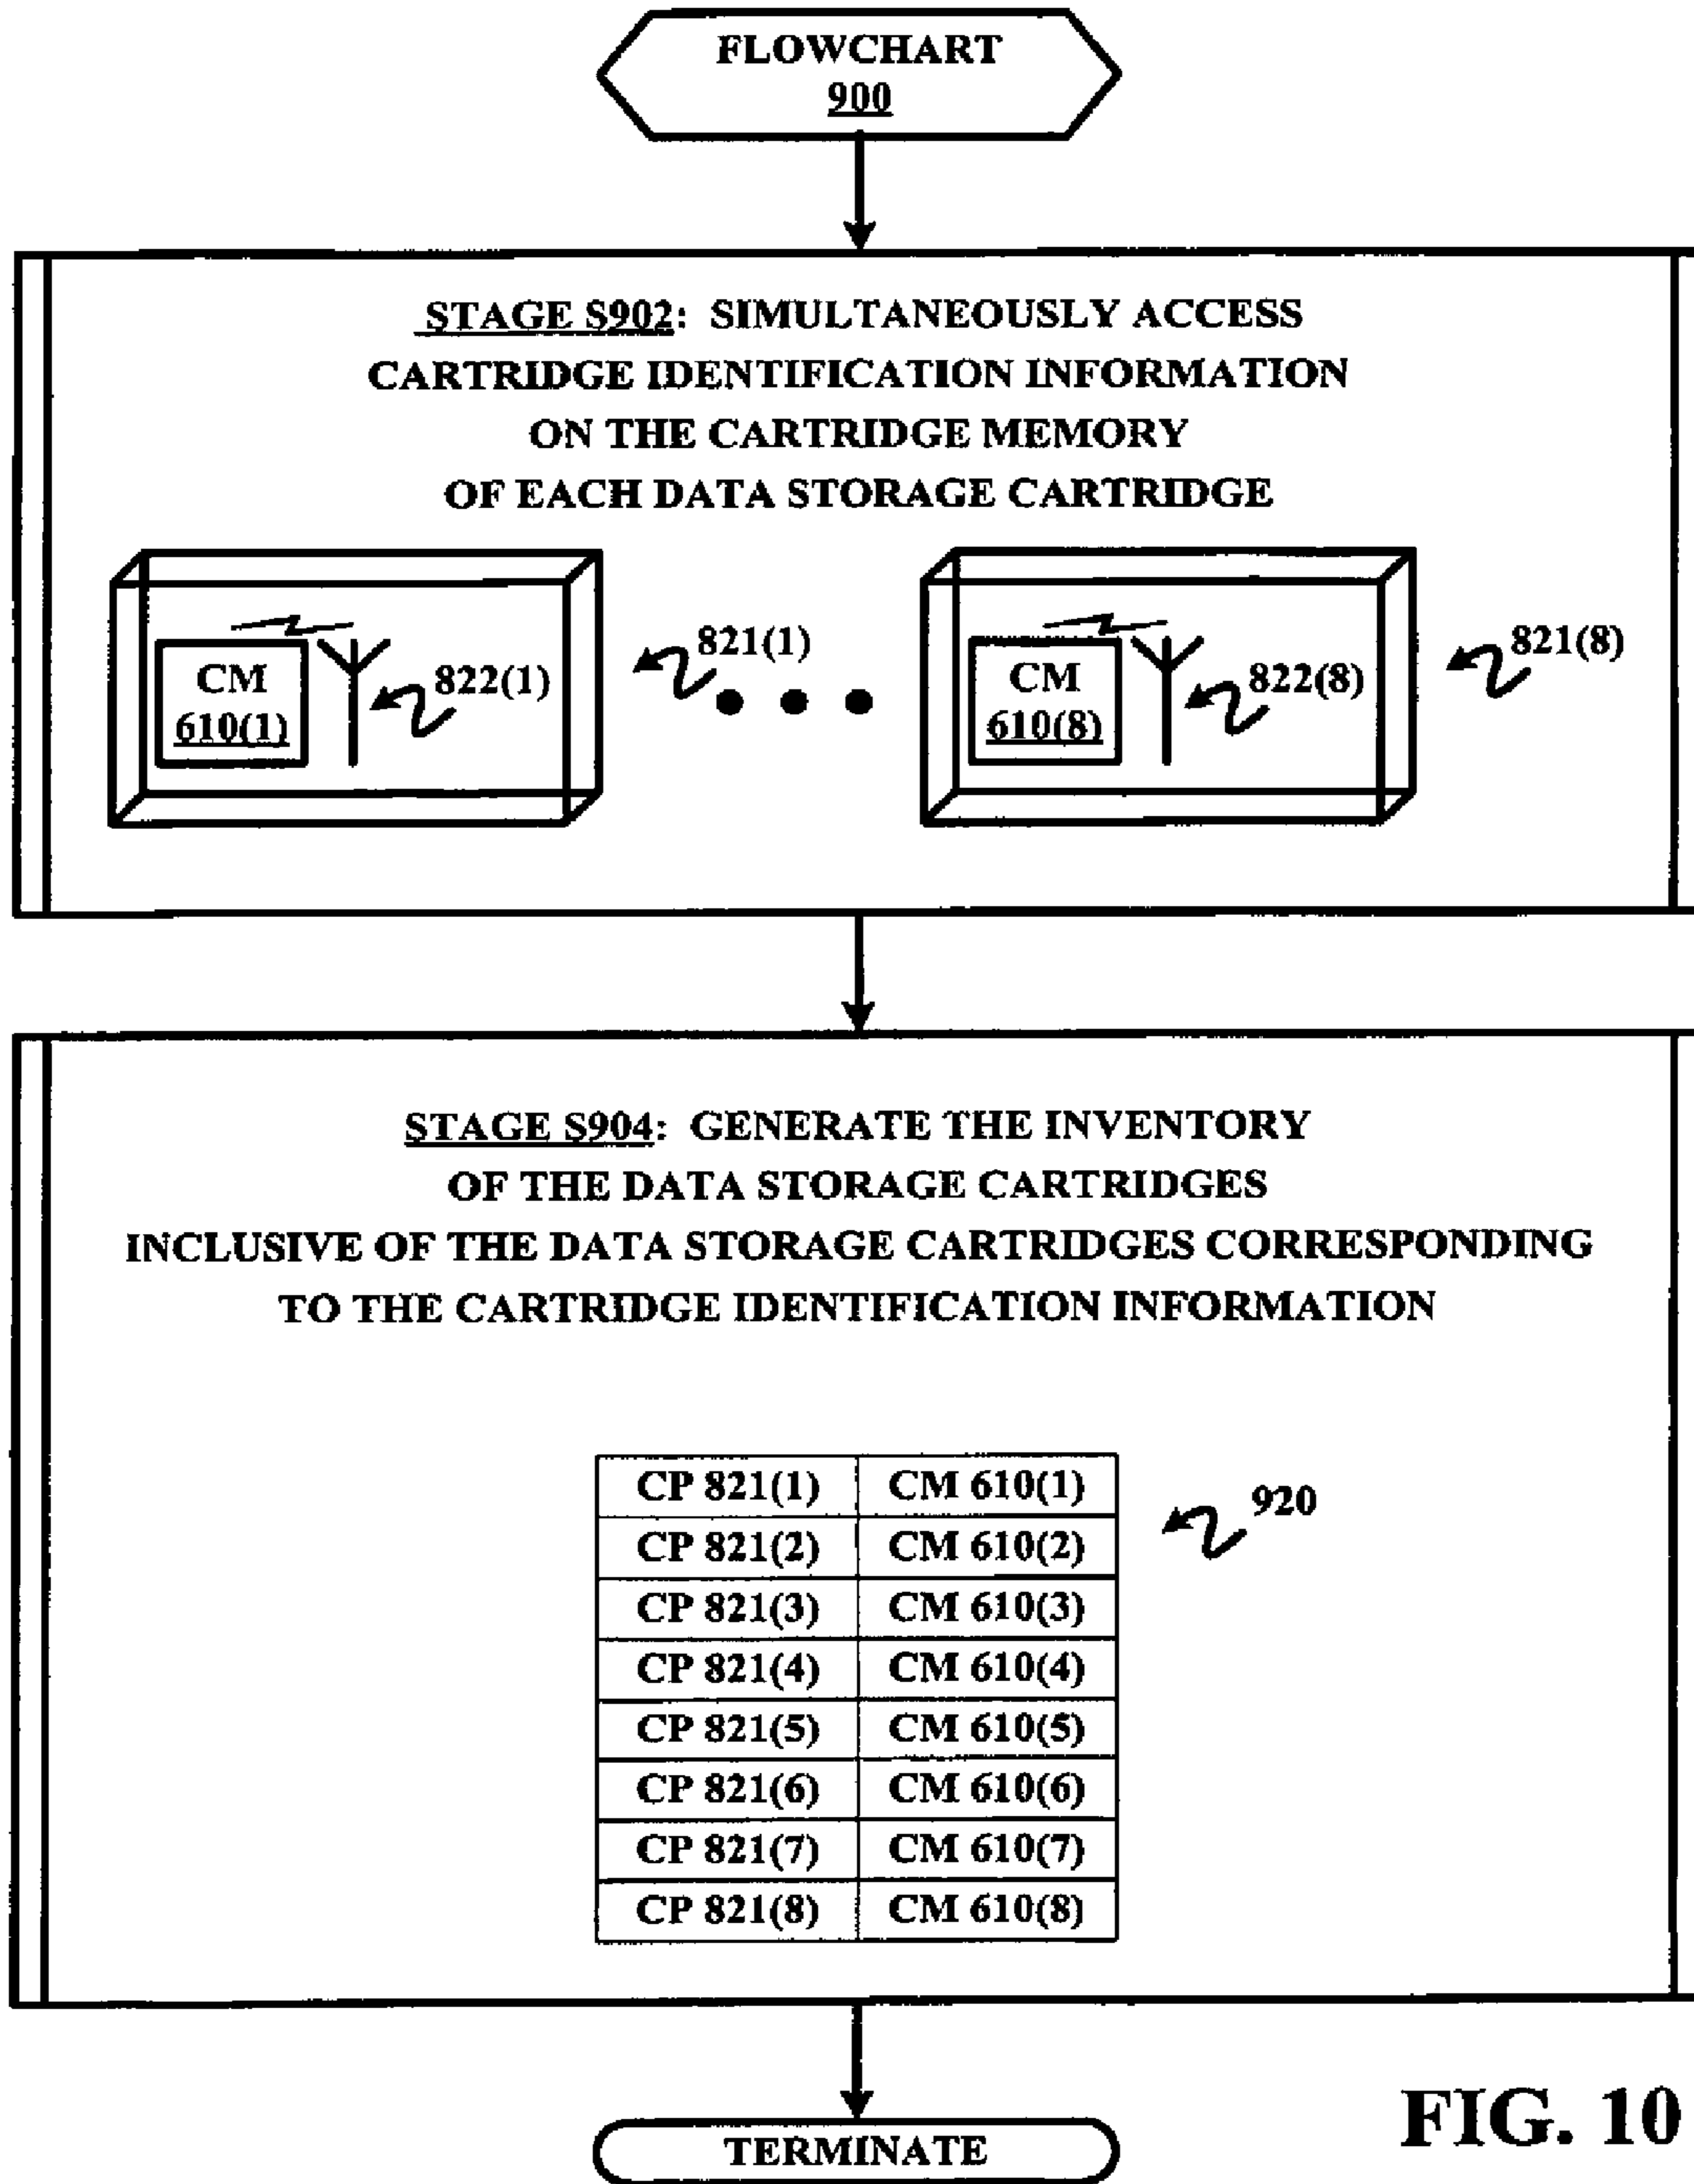 FLOWCHART
900
STAGE S902: SIMULTANEOUSLY ACCESS
CARTRIDGE IDENTIFICATION INFORMATION
ON THE CARTRIDGE MEMORY
OF EACH DATA STORAGE CARTRIDGE
CM
610(1)
822(1)
821(1)
CM
610(8)
822(8)
821(8)
STAGE S904: GENERATE THE INVENTORY
OF THE DATA STORAGE CARTRIDGES
INCLUSIVE OF THE DATA STORAGE CARTRIDGES CORRESPONDING
TO THE CARTRIDGE IDENTIFICATION INFORMATION
CP 821(1) CM 610(1)
CP 821(2) CM 610(2)
CP 821(3) CM 610(3)
CP 821(4) CM 610(4)
CP 821(5) CM 610(5)
CP 821(6) CM 610(6)
CP 821(7) CM 610(7)
CP 821(8) CM 610(8)
920
TERMINATE
FIG. 10